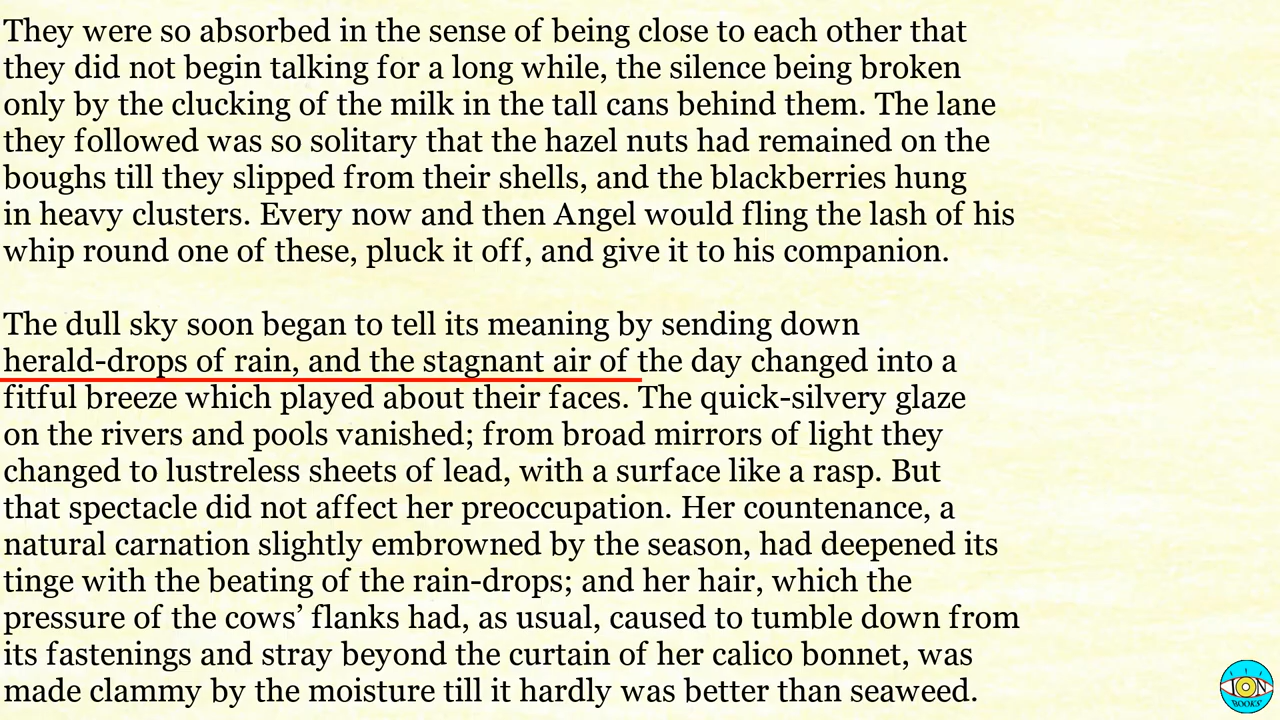 They were so absorbed in the sense of being close to each other that
they did not begin talking for a long while, the silence being broken
only by the clucking of the milk in the tall cans behind them. The lane
they followed was so solitary that the hazel nuts had remained on the
boughs till they slipped from their shells, and the blackberries hung
in heavy clusters. Every now and then Angel would fling the lash of his
whip round one of these, pluck it off, and give it to his companion.
The dull sky soon began to tell its meaning by sending down
herald-drops of rain, and the stagnant air of the day changed into a
fitful breeze which played about their faces. The quick-silvery glaze
on the rivers and pools vanished; from broad mirrors of light they
changed to lustreless sheets of lead, with a surface like a rasp. But
that spectacle did not affect her preoccupation. Her countenance, a
natural carnation slightly embrowned by the season, had deepened its
tinge with the beating of the rain-drops; and her hair, which the
pressure of the cows’ flanks had, as usual, caused to tumble down from
its fastenings and stray beyond the curtain of her calico bonnet, was
made clammy by the moisture till it hardly was better than seaweed.
ION
BOOKS